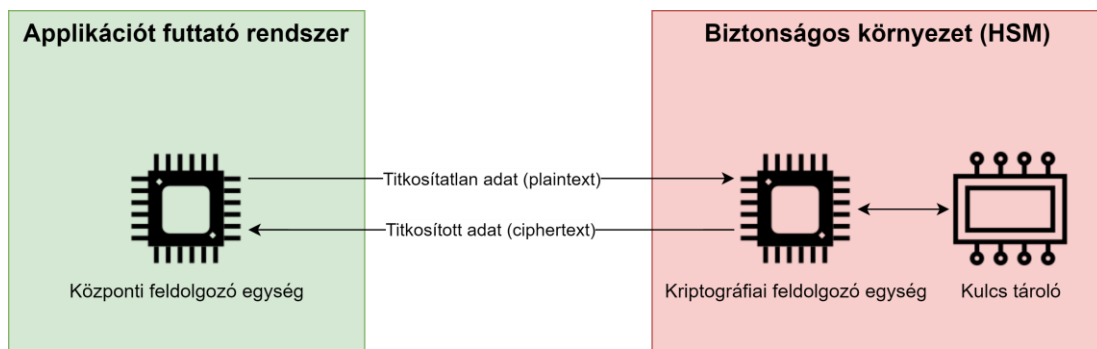 Applikációt futtató rendszer
Biztonságos környezet (HSM)
Titkosítatlan adat (plaintext)
Titkosított adat (ciphertext)
Központi feldolgozó egység
Kriptográfiai feldolgozó egység
Kulcs tároló